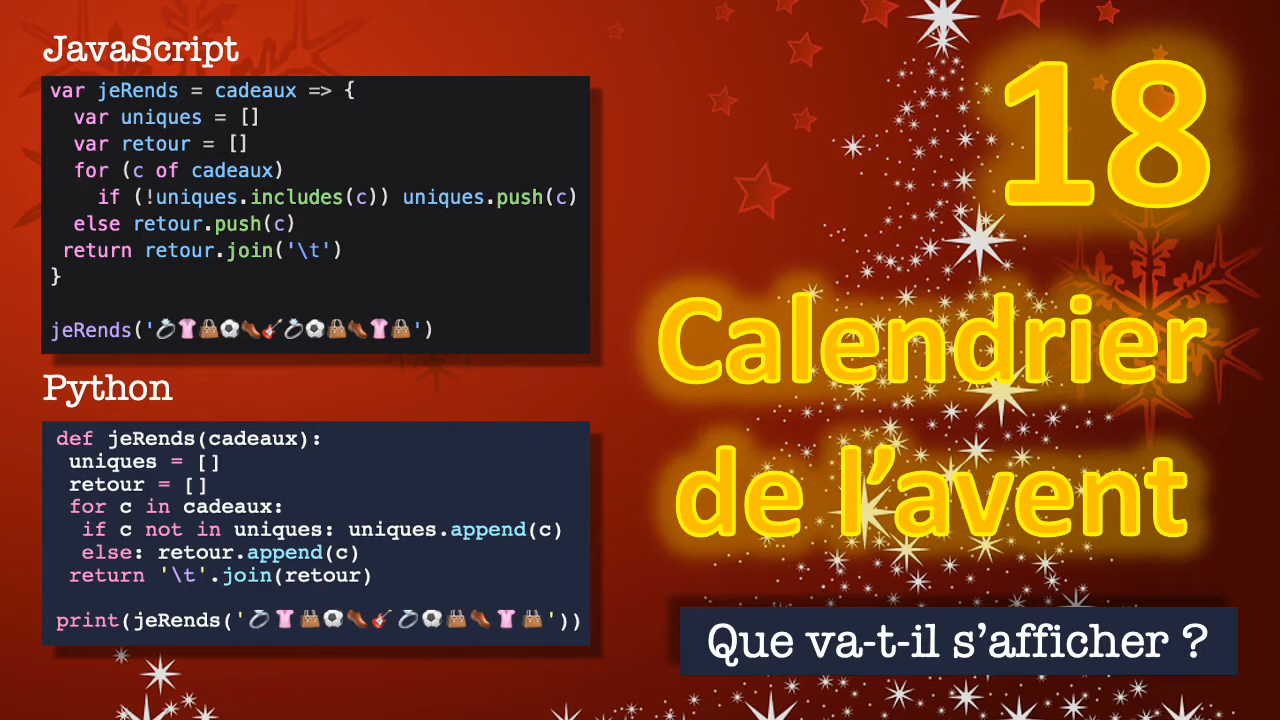 JavaScript
var jeRends = cadeaux => {
  var uniques = []
  var retour = []
  for (c of cadeaux)
    if (!uniques.includes(c)) uniques.push(c)
  else retour.push(c)
 return retour.join('\t')
}
jeRends('💍👚👜⚽👞🎸💍⚽👜👞👚👜')
Python
def jeRends(cadeaux):
 uniques = []
 retour = []
 for c in cadeaux:
  if c not in uniques: uniques.append(c)
  else: retour.append(c)
 return '\t'.join(retour)
print(jeRends('💍👚👜⚽👞🎸💍⚽👜👞👚👜'))
18
Calendrier
de l’avent
Que va-t-il s’afficher ?